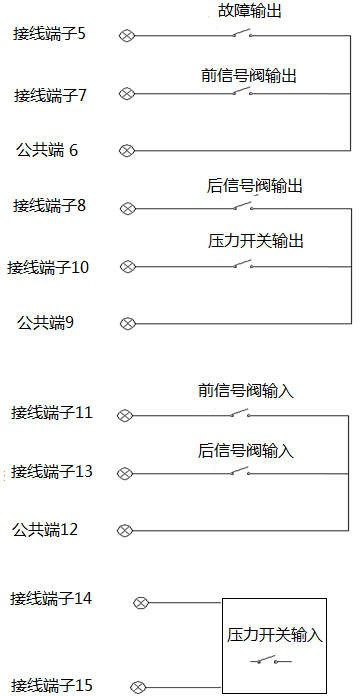 故障输出
接线端子5
前信号阀输出
接线端子7
公共端 6
后信号阀输出
接线端子8
压力开关输出
接线端子10
公共端9
前信号阀输入
接线端子11
后信号阀输入
接线端子13
公共端12
接线端子14
压力开关输入
接线端子15